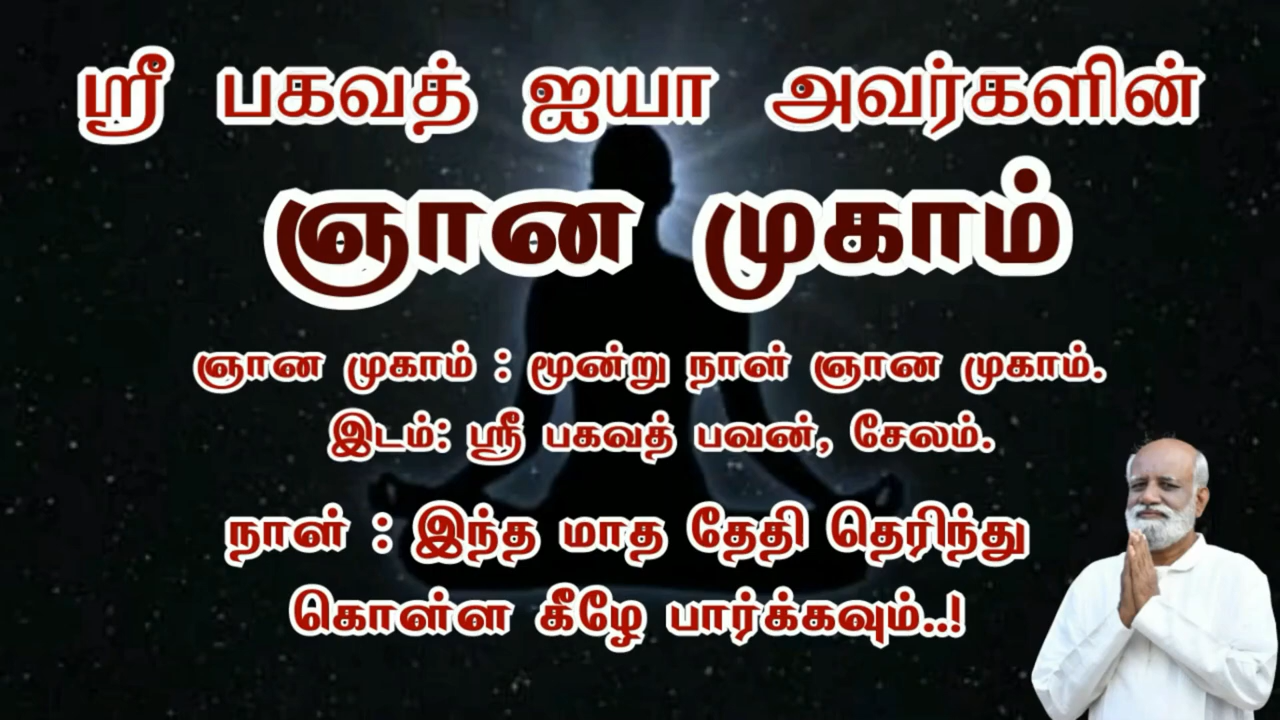 ஸ்ரீ பகவத் ஐயா அவர்களின்
ஞான முகாம்
ஞான முகாம் : மூன்று நாள் ஞான முகாம்.
இடம்: ஸ்ரீ பகவத் பவன், சேலம்.
நாள் : இந்த மாத தேதி தெரிந்து
கொள்ள கீழே பார்க்கவும்..!